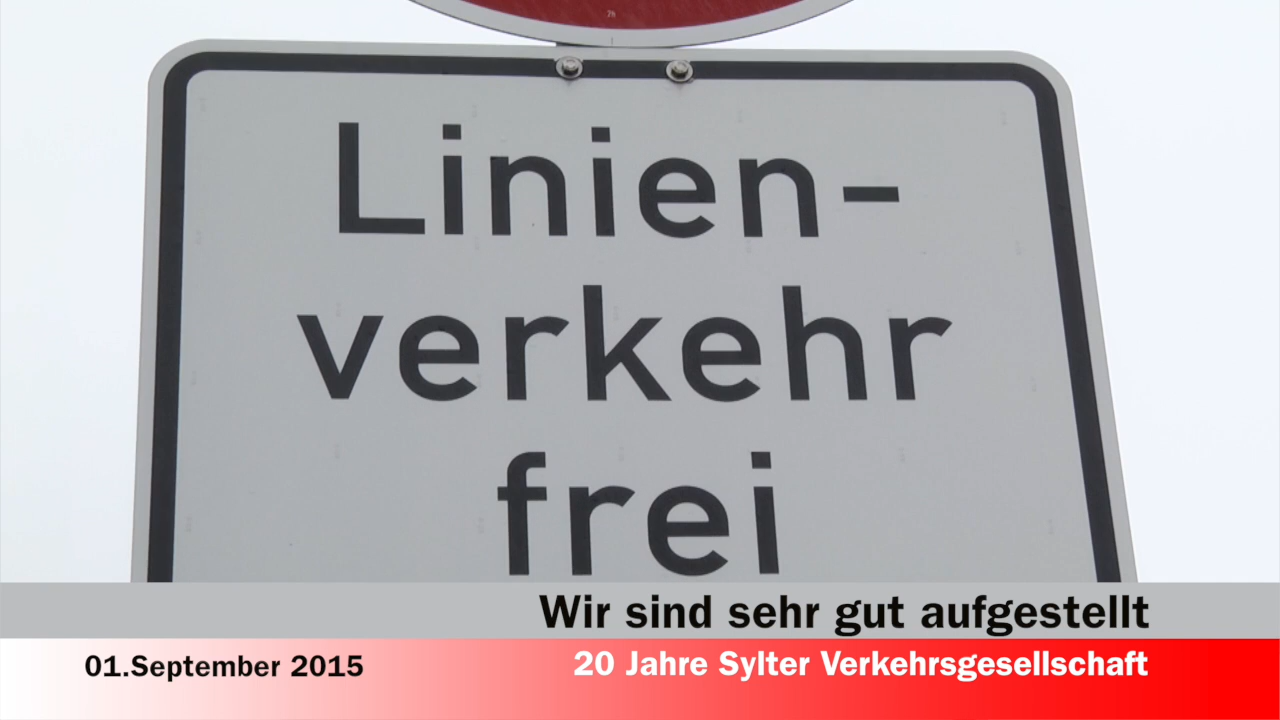 Linien-
verkehr
frei
Wir sind sehr gut aufgestellt
01.September 2015
20 Jahre Sylter Verkehrsgesellschaft